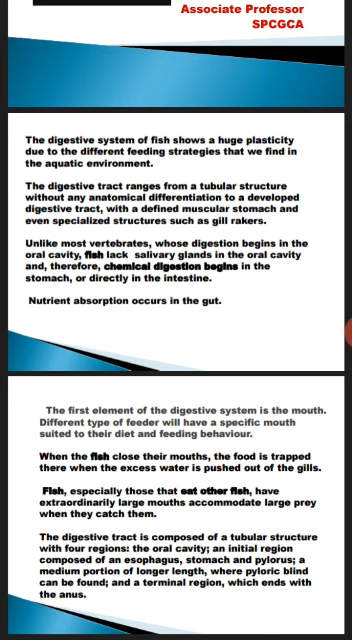 Associate Professor
SPCGCA
The digestive system of fish shows a huge plasticity
due to the different feeding strategies that we find in
the aquatic environment.
The digestive tract ranges from a tubular structure
without any anatomical differentiation to a developed
digestive tract, with a defined muscular stomach and
even specialized structures such as gill rakers.
Unlike most vertebrates, whose digestion begins in the
oral cavity, fish lack salivary glands in the oral cavity
and, therefore, chemical digestion begins in the
stomach, or directly in the intestine.
Nutrient absorption occurs in the gut.
The first element of the digestive system is the mouth.
Different type of feeder will have a specific mouth
suited to their diet and feeding behaviour.
When the fish close their mouths, the food is trapped
there when the excess water is pushed out of the gills.
Fish, especially those that eat other fish, have
extraordinarily large mouths accommodate large prey
when they catch them.
The digestive tract is composed of a tubular structure
with four regions: the oral cavity; an initial region
composed of an esophagus, stomach and pylorus; a
medium portion of longer length, where pyloric blind
can be found; and a terminal region, which ends with
the anus.